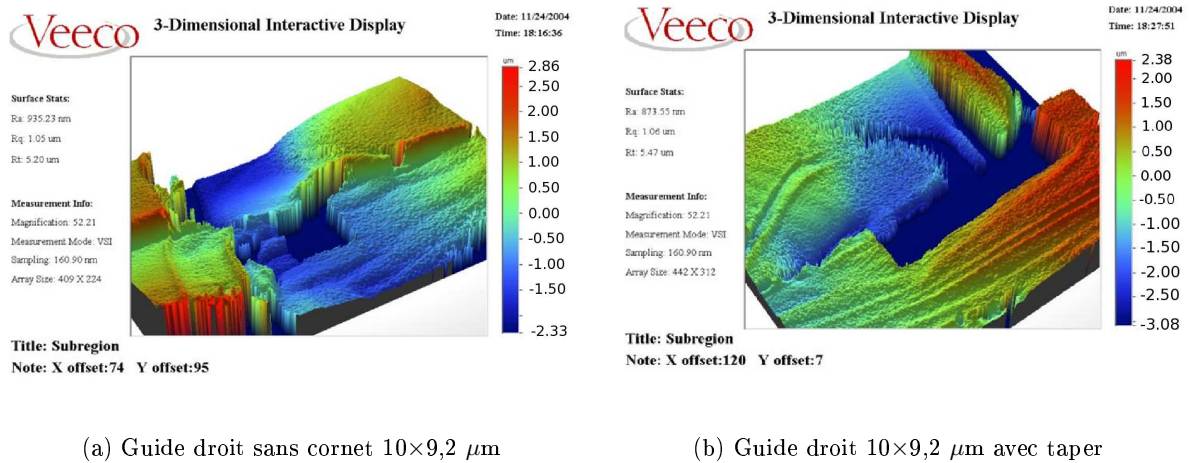 Veeco
3-Dimensional Interactive Display
Date: 11/24/2004
Time: 18:16:36
um
Surface Stats:
Ra: 935.23 nm
Rq: 1.05 um
Rt: 5.20 um
Measurement Info:
Magnification: 52.21
Measurement Mode: VSI
Sampling: 160.90 nm
Array Size: 409 X 224
2.86
2.50
2.00
1.50
1.00
0.50
0.00
-0.50
-1.00
-1.50
-2.33
Title: Subregion
Note: X offset:74 Y offset:95
(a) Guide droit sans cornet 10×9,2 μm
Veeco
3-Dimensional Interactive Display
Date: 11/24/2004
Time: 18:27:51
um
Surface Stats:
Ra: 873.55 nm
Rq: 1.06 um
Rt: 5.47 um
Measurement Info:
Magnification: 52.21
Measurement Mode: VSI
Sampling: 160.90 nm
Array Size: 442 X 312
2.38
2.00
1.50
1.00
0.50
0.00
-0.50
-1.00
-1.50
-2.00
-2.50
-3.08
Title: Subregion
Note: X offset:120 Y offset:7
(b) Guide droit 10×9,2 μm avec taper